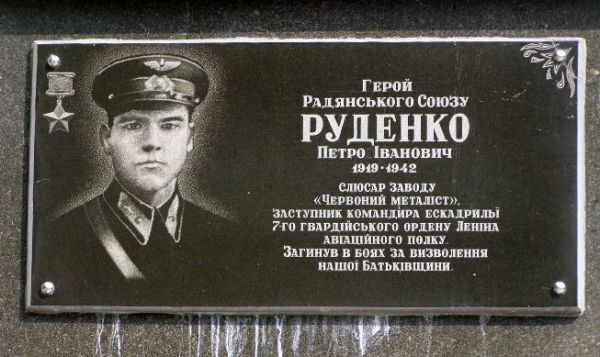 Герой
Радянського Союзу
Руденко
Петро Іванович
1919-1942
слюсар заводу
«Червоний металіст»,
заступник командира ескадрильї
7-го гвардійського ордену Леніна
авіаційного полку.
Загинув в боях за визволення
нашої Батьківщини.